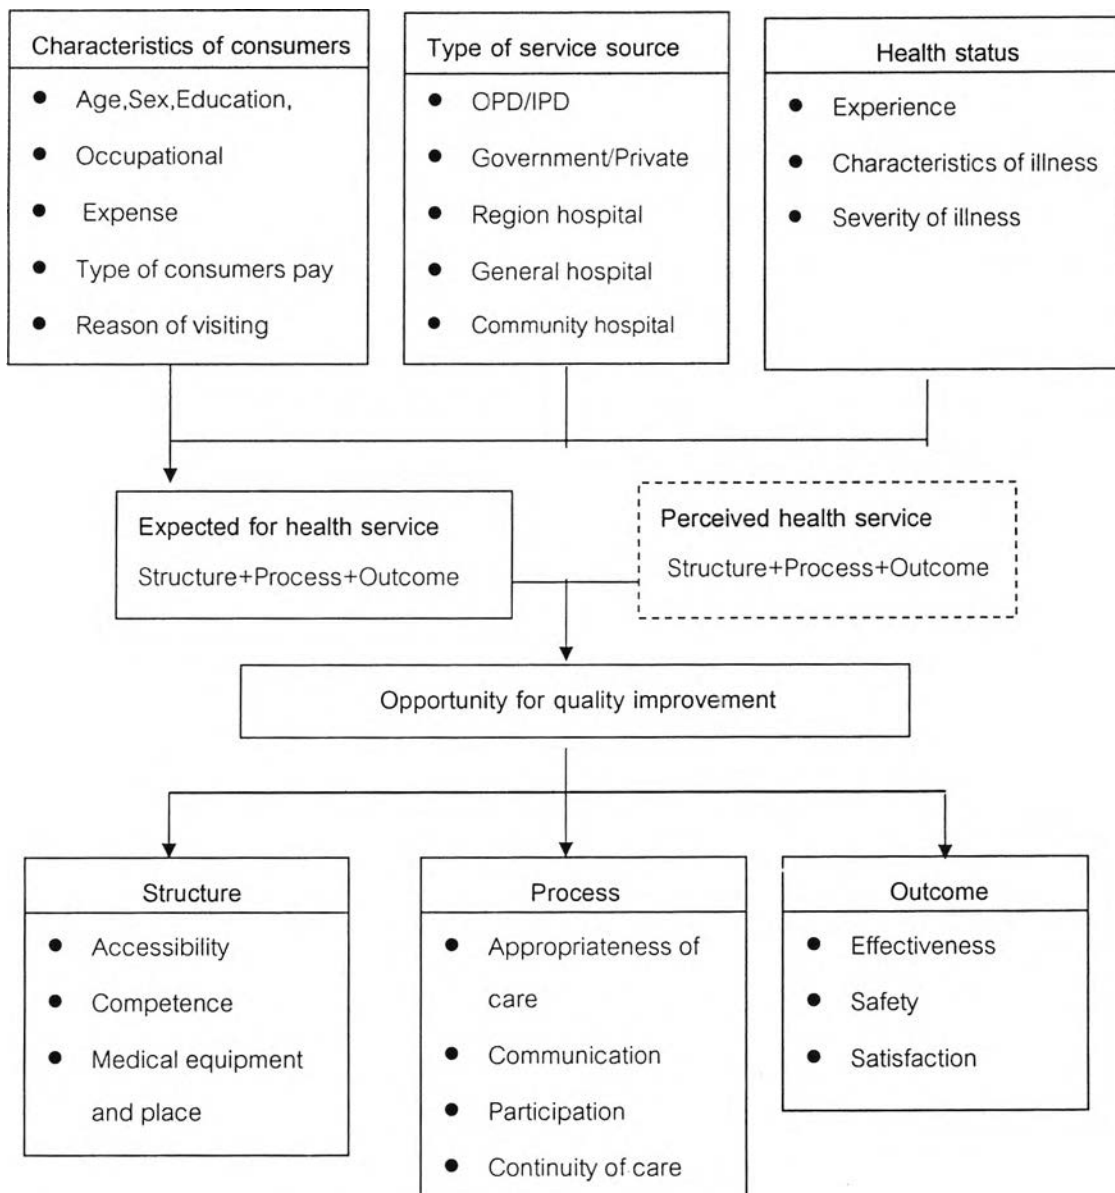 Characteristics of consumers
Age,Sex,Education,
Occupational
Expense
Type of consumers pay
Reason of visiting
Type of service source
OPD/IPD
Government/Private
Region hospital
General hospital
Community hospital
Health status
Experience
Characteristics of illness
Severity of illness
Expected for health service
Structure+Process+Outcome
Perceived health service
Structure+Process+Outcome
Opportunity for quality improvement
Structure
Accessibility
Competence
Medical equipment
and place
Process
Appropriateness of
care
Communication
Participation
Continuity of care
Outcome
Effectiveness
Safety
Satisfaction